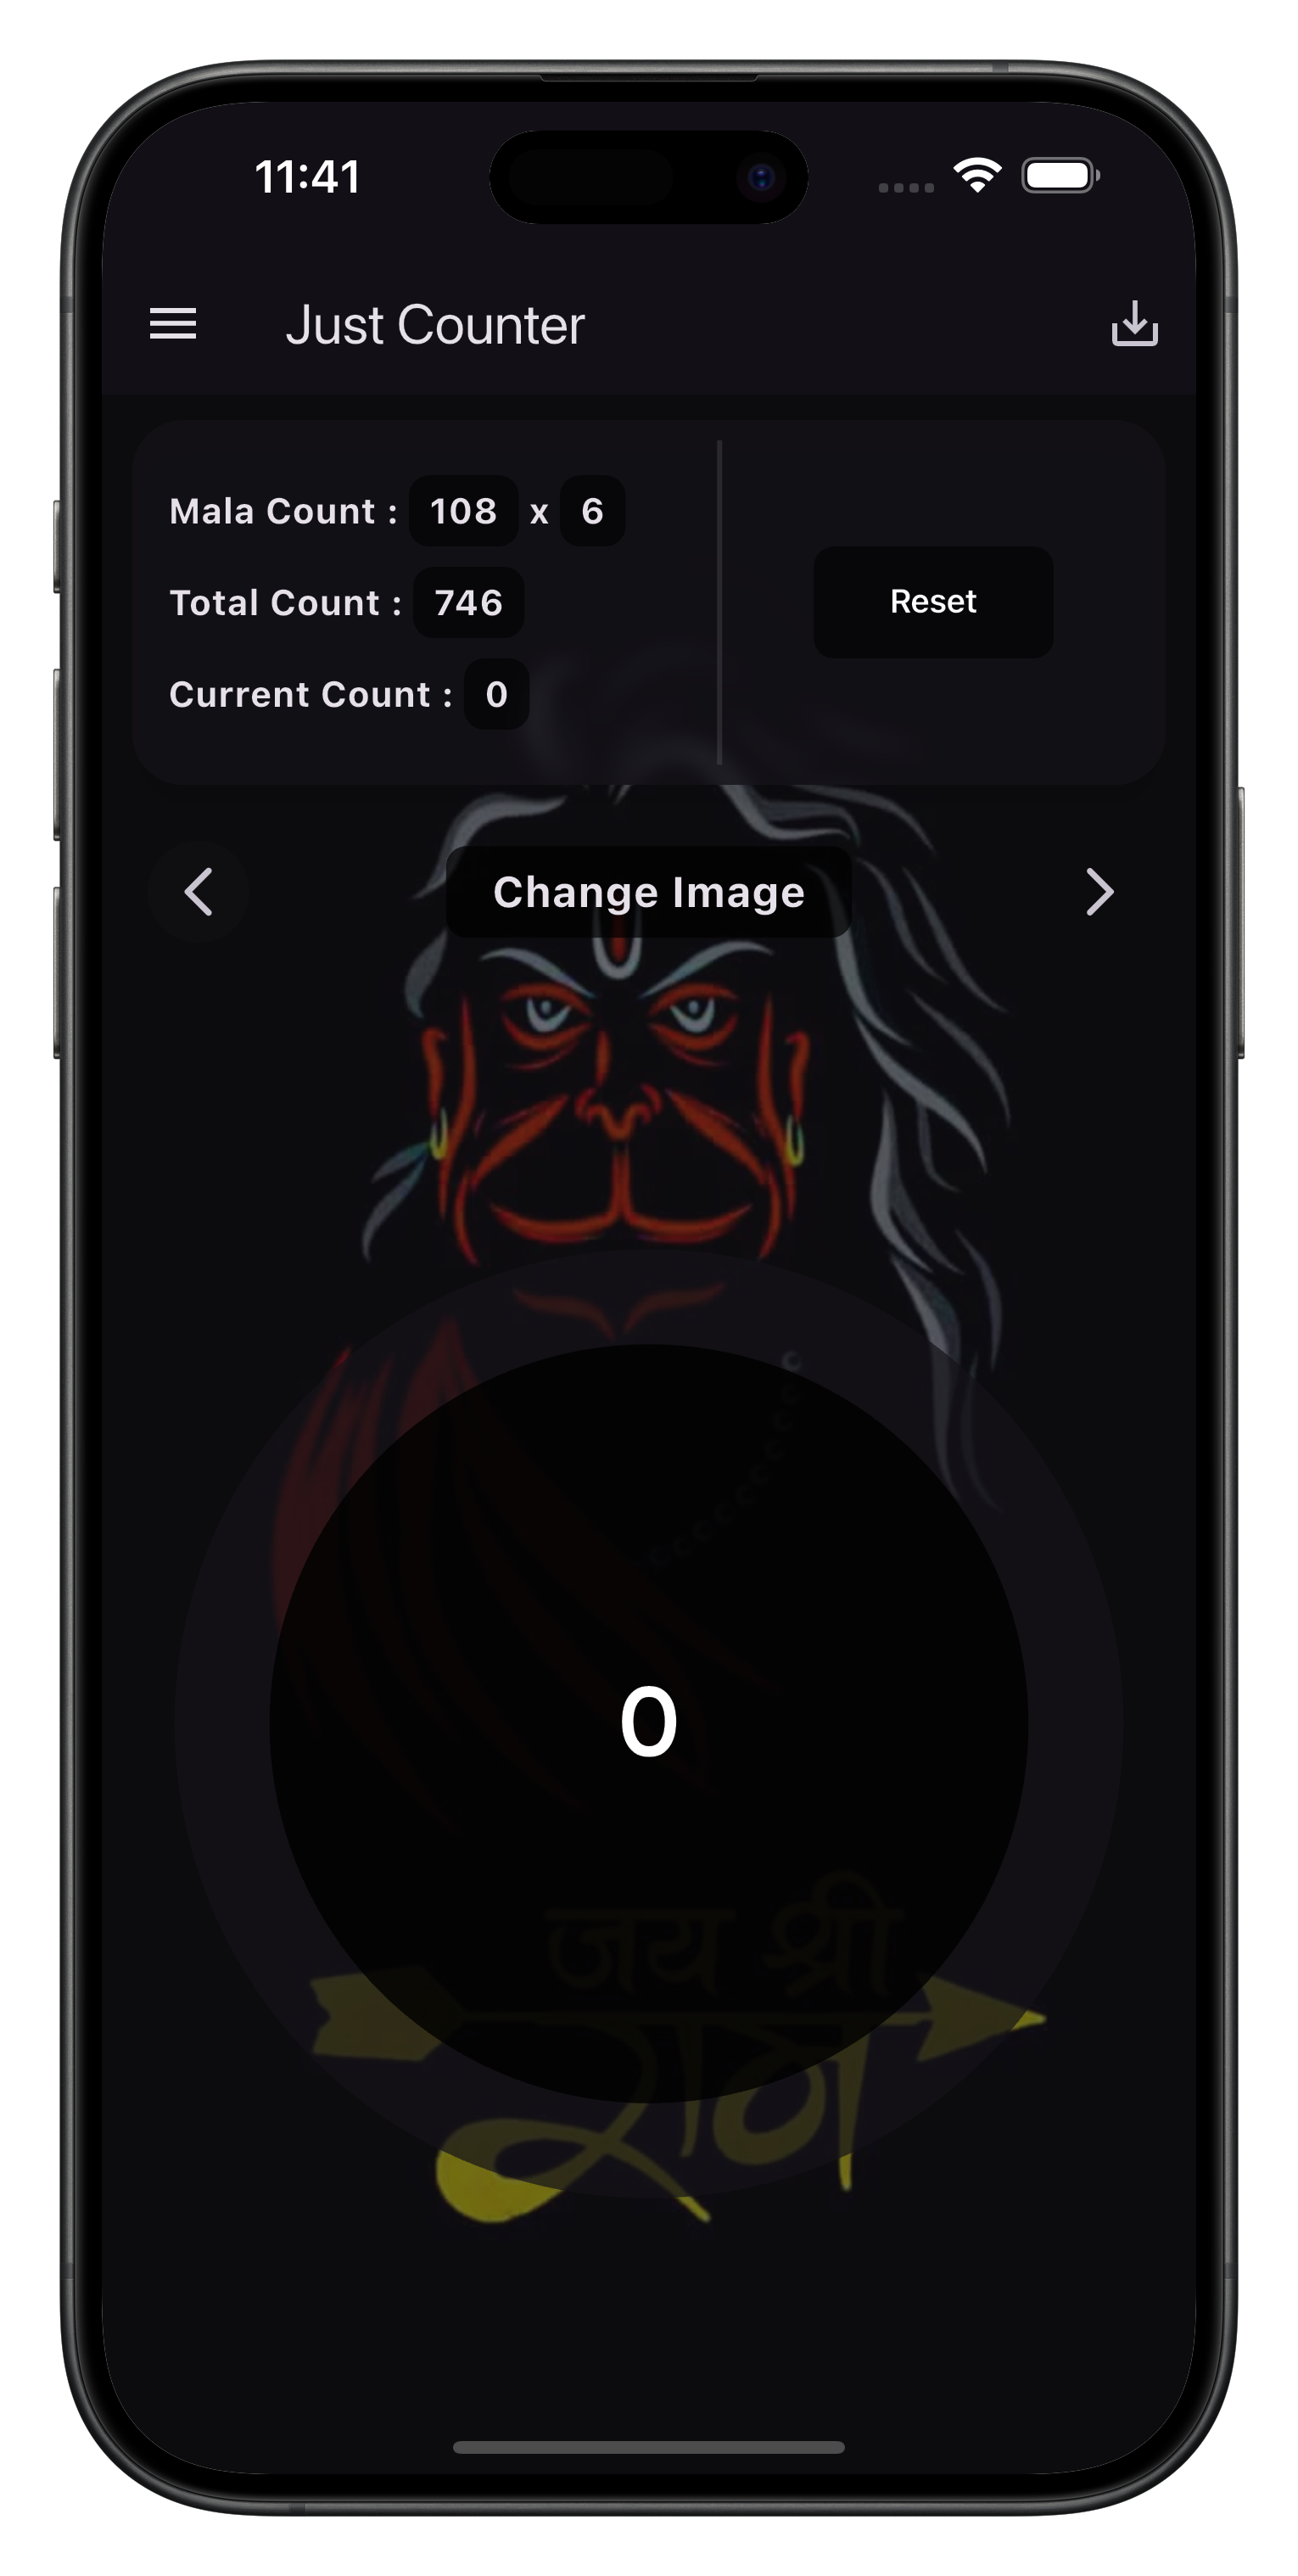 11:41
Just Counter
Mala Count : 108 x 6
Total Count : 746
Reset
Current Count : 0
Change Image
0
जय श्री
राम